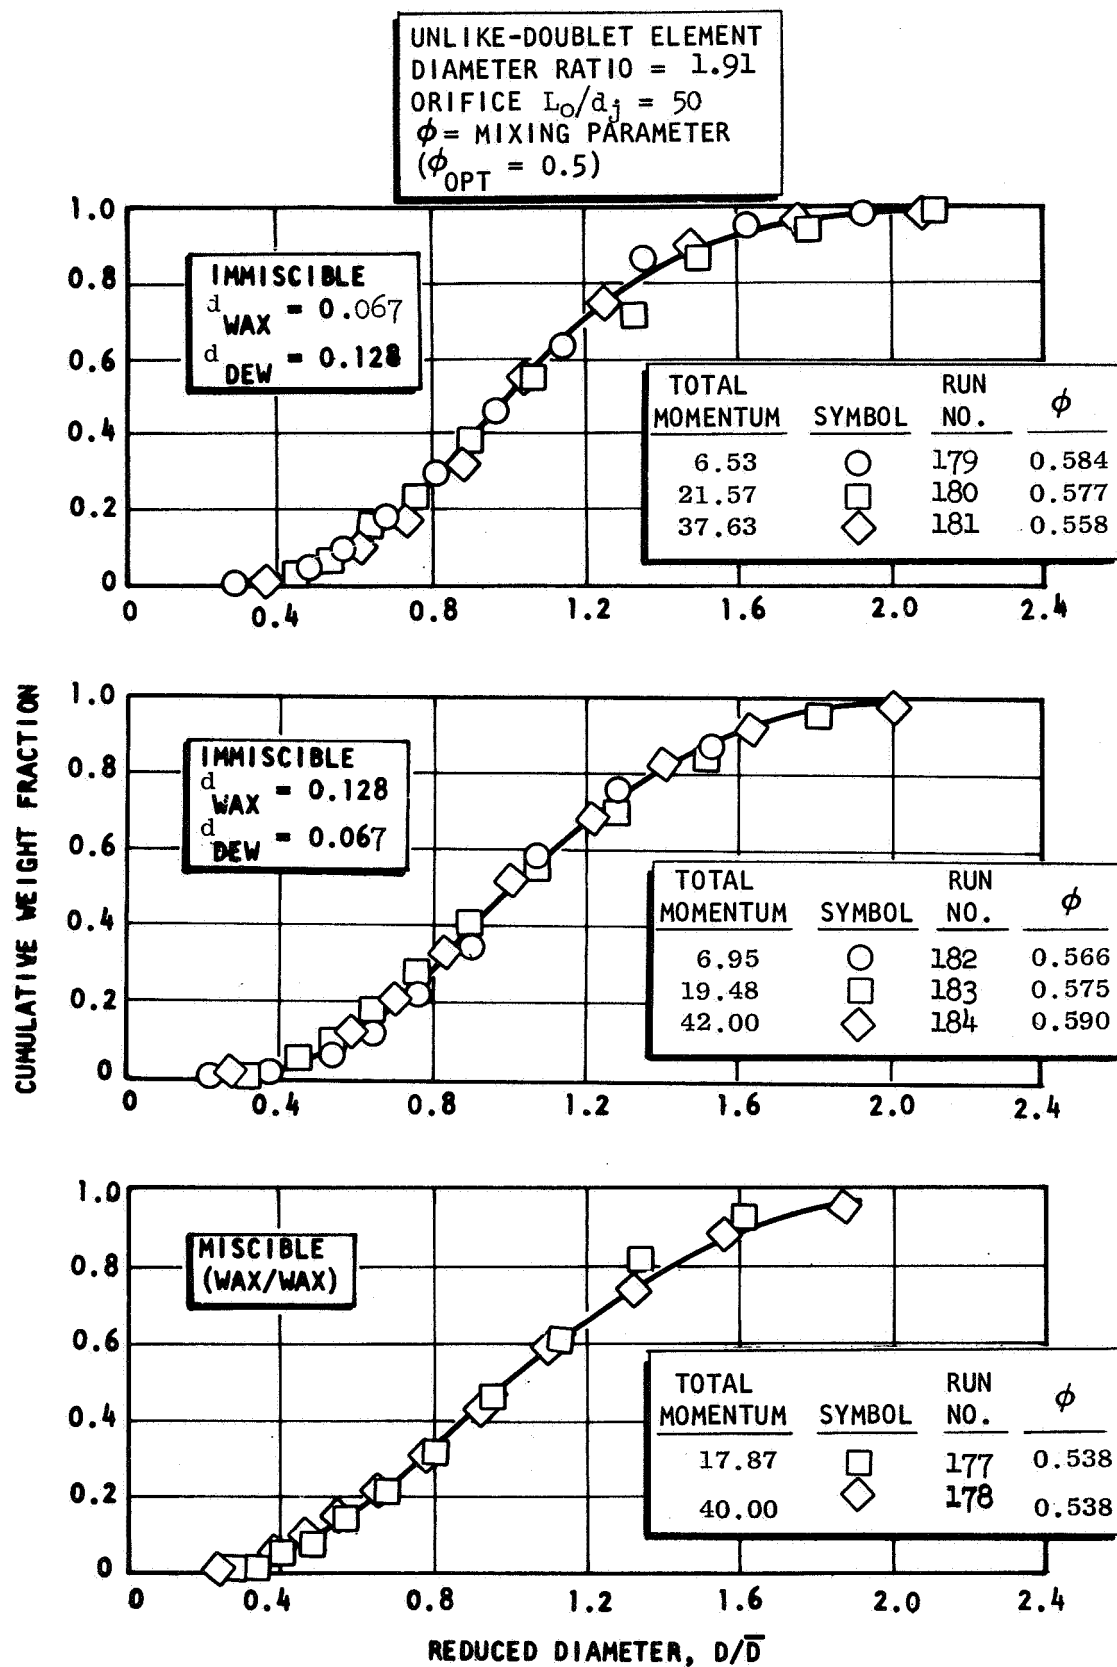 UNLIKE-DOUBLET ELEMENT
DIAMETER RATIO = 1.91
ORIFICE Lo/dj = 50
ϕ = MIXING PARAMETER
(ϕOPT = 0.5)
1.0
0.8
0.6
0.4
0.2
0
IMMISCIBLE
dWAX = 0.067
dDEW = 0.128
TOTAL MOMENTUM SYMBOL RUN NO. ϕ
6.53 179 0.584
21.57 180 0.577
37.63 181 0.558
0 0.4 0.8 1.2 1.6 2.0 2.4
CUMULATIVE WEIGHT FRACTION
1.0
0.8
0.6
0.4
0.2
0
IMMISCIBLE
dWAX = 0.128
dDEW = 0.067
TOTAL MOMENTUM SYMBOL RUN NO. ϕ
6.95 182 0.566
19.48 183 0.575
42.00 184 0.590
0 0.4 0.8 1.2 1.6 2.0 2.4
1.0
0.8
0.6
0.4
0.2
0
MISCIBLE
(WAX/WAX)
TOTAL MOMENTUM SYMBOL RUN NO. ϕ
17.87 177 0.538
40.00 178 0.538
0 0.4 0.8 1.2 1.6 2.0 2.4
REDUCED DIAMETER, D/D̅